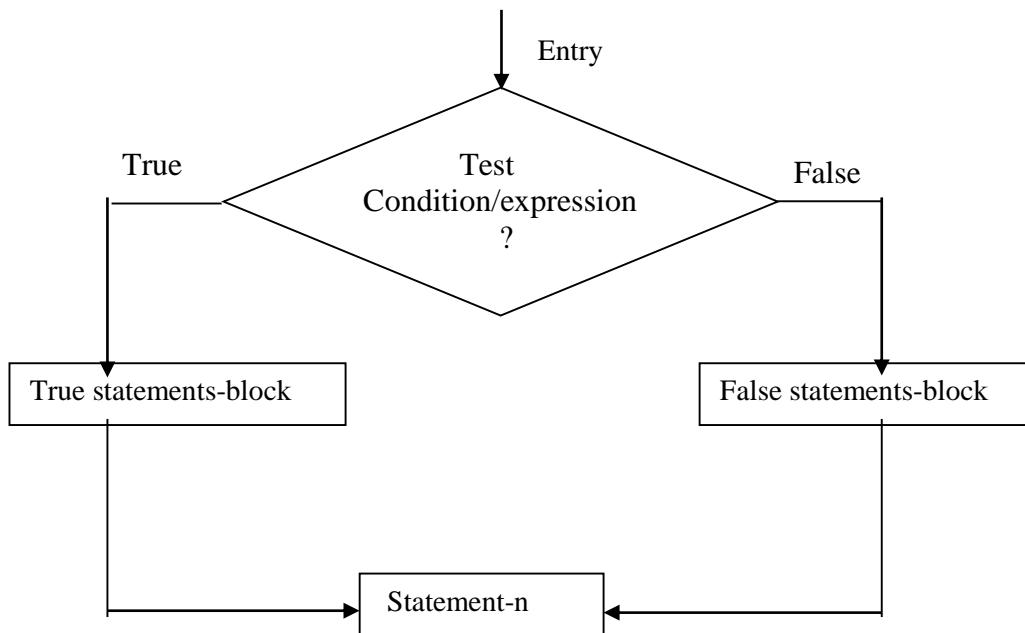 Entry
True
Test
Condition/expression
?
False
True statements-block
False statements-block
Statement-n